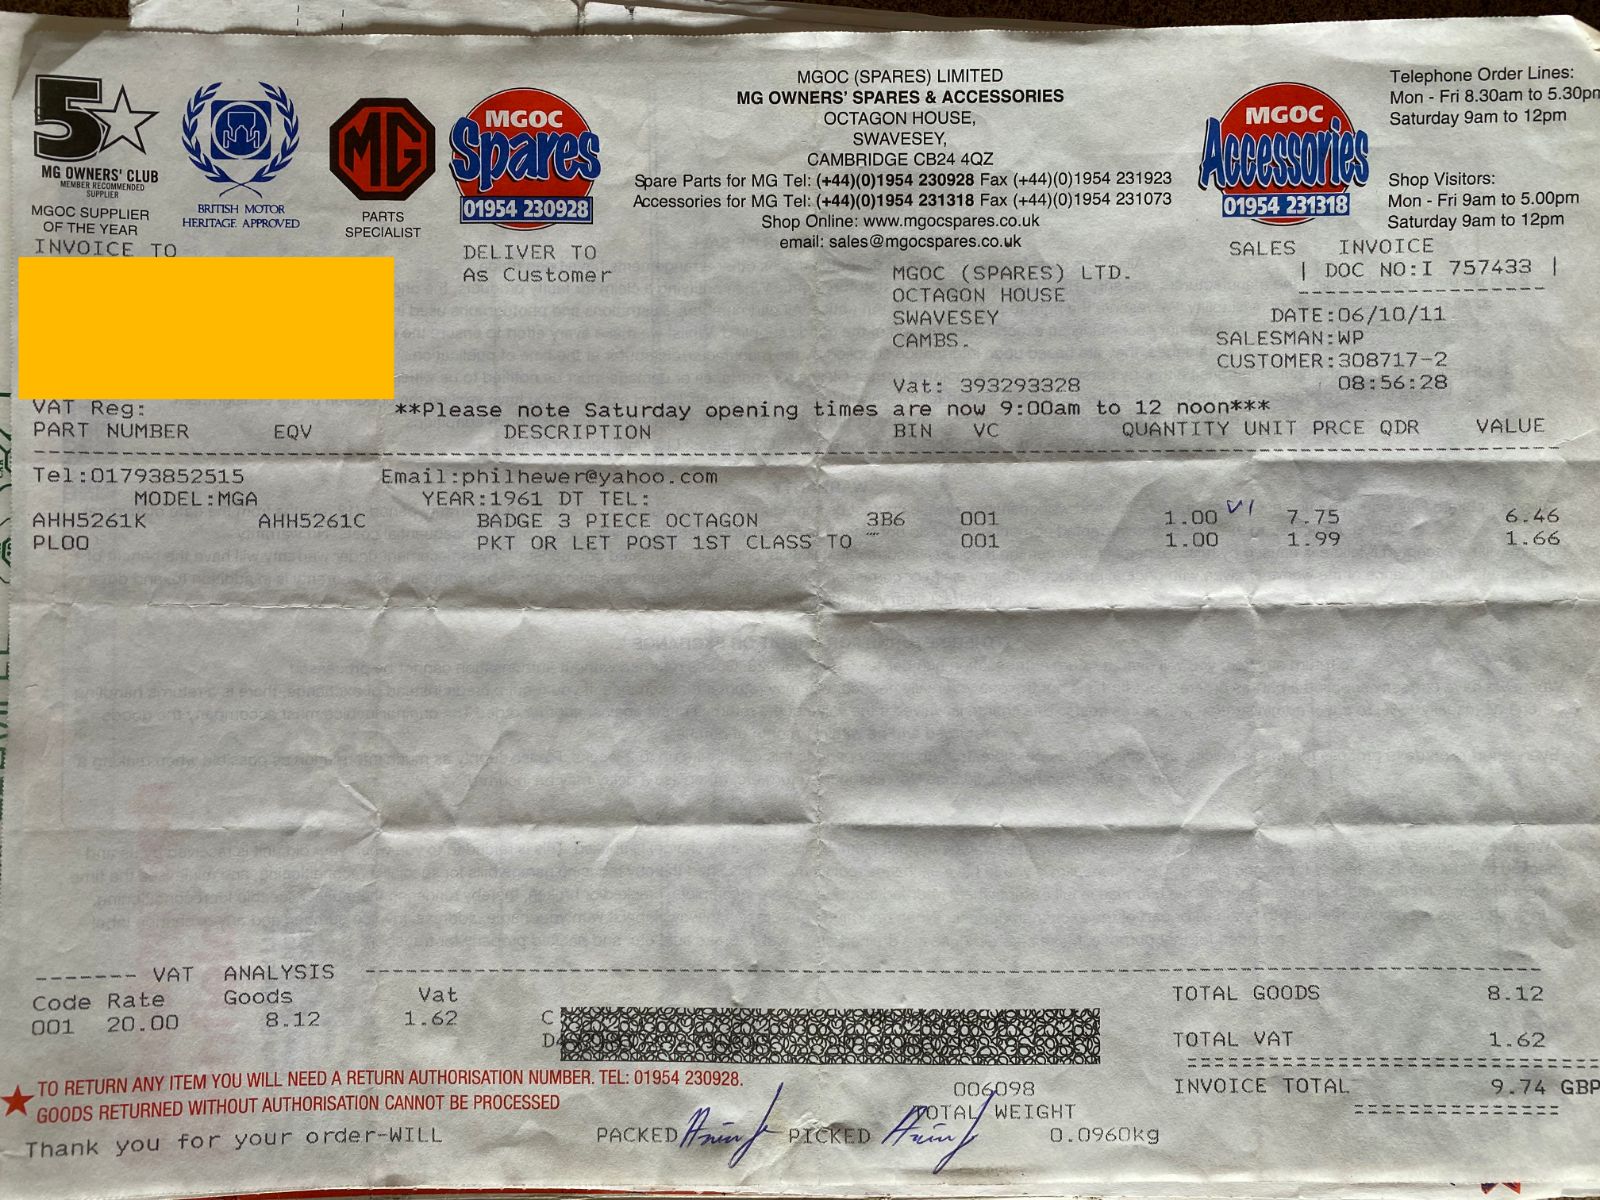 5
MG OWNERS' CLUB
MEMBER RECOMMENDED
SUPPLIER
MGOC SUPPLIER
OF THE YEAR
BRITISH MOTOR
HERITAGE APPROVED
MG
PARTS
SPECIALIST
MGOC
Spares
01954 230928
MGOC (SPARES) LIMITED
MG OWNERS' SPARES & ACCESSORIES
OCTAGON HOUSE,
SWAVESEY,
CAMBRIDGE CB24 4QZ
Spare Parts for MG Tel: (+44)(0)1954 230928 Fax (+44)(0)1954 231923
Accessories for MG Tel: (+44)(0)1954 231318 Fax (+44)(0)1954 231073
Shop Online: www.mgocspares.co.uk
email: sales@mgocspares.co.uk
MGOC
Accessories
01954 231318
Telephone Order Lines:
Mon - Fri 8.30am to 5.30pm
Saturday 9am to 12pm
Shop Visitors:
Mon - Fri 9am to 5.00pm
Saturday 9am to 12pm
INVOICE TO
DELIVER TO
As Customer
MGOC (SPARES) LTD.
OCTAGON HOUSE
SWAVESEY
CAMBS.
Vat: 393293328
SALES INVOICE
| DOC NO:I 757433 |
DATE:06/10/11
SALESMAN:WP
CUSTOMER:308717-2
08:56:28
VAT Reg: **Please note Saturday opening times are now 9:00am to 12 noon***
PART NUMBER EQV DESCRIPTION BIN VC QUANTITY UNIT PRCE QDR VALUE
Tel:01793852515 Email:philhewer@yahoo.com
MODEL:MGA YEAR:1961 DT TEL:
AHH5261K AHH5261C BADGE 3 PIECE OCTAGON 3B6 001 1.00 7.75 6.46
PL00 PKT OR LET POST 1ST CLASS TO 001 1.00 1.99 1.66
------- VAT ANALYSIS
Code Rate Goods Vat
001 20.00 8.12 1.62
C
TOTAL GOODS 8.12
TOTAL VAT 1.62
INVOICE TOTAL 9.74 GBP
TO RETURN ANY ITEM YOU WILL NEED A RETURN AUTHORISATION NUMBER. TEL: 01954 230928.
GOODS RETURNED WITHOUT AUTHORISATION CANNOT BE PROCESSED
Thank you for your order-WILL
PACKED PICKED
006098
TOTAL WEIGHT
0.0960kg